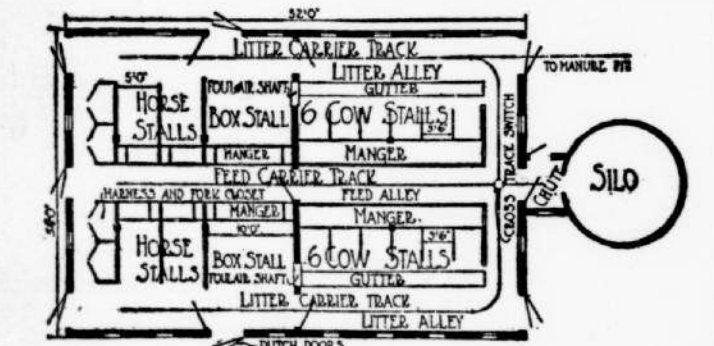 52'0"
LITTER CARRIER TRACK
TO MANURE PIT
LITTER ALLEY
5'0"
FOUL AIR SHAFT
GUTTER
HORSE STALLS
BOX STALL
6 COW STALLS
3'6"
TRACK SWITCH
MANGER
MANGER
FEED CARRIER TRACK
SILO
CHUTE
HARNESS AND FORK CLOSET
FEED ALLEY
MANGER
MANGER
CROSS
10'0"
3'6"
HORSE STALLS
BOX STALL
6 COW STALLS
FOUL AIR SHAFT
GUTTER
LITTER CARRIER TRACK
LITTER ALLEY
DUTCH DOORS